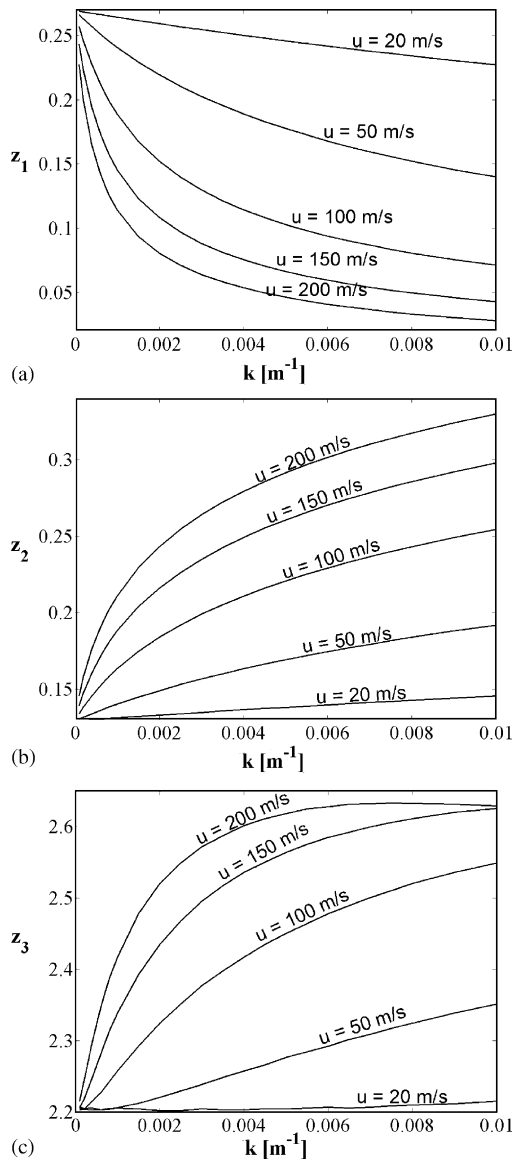 0.25
u = 20 m/s
0.2
u = 50 m/s
z1
0.15
u = 100 m/s
0.1
u = 150 m/s
0.05
u = 200 m/s
0 0.002 0.004 0.006 0.008 0.01
(a)
k [m-1]
u = 200 m/s
0.3
u = 150 m/s
0.25
z2
u = 100 m/s
0.2
u = 50 m/s
0.15
u = 20 m/s
0 0.002 0.004 0.006 0.008 0.01
(b)
k [m-1]
2.6
u = 200 m/s
u = 150 m/s
2.5
u = 100 m/s
z3
2.4
2.3
u = 50 m/s
u = 20 m/s
2.2
0 0.002 0.004 0.006 0.008 0.01
(c)
k [m-1]